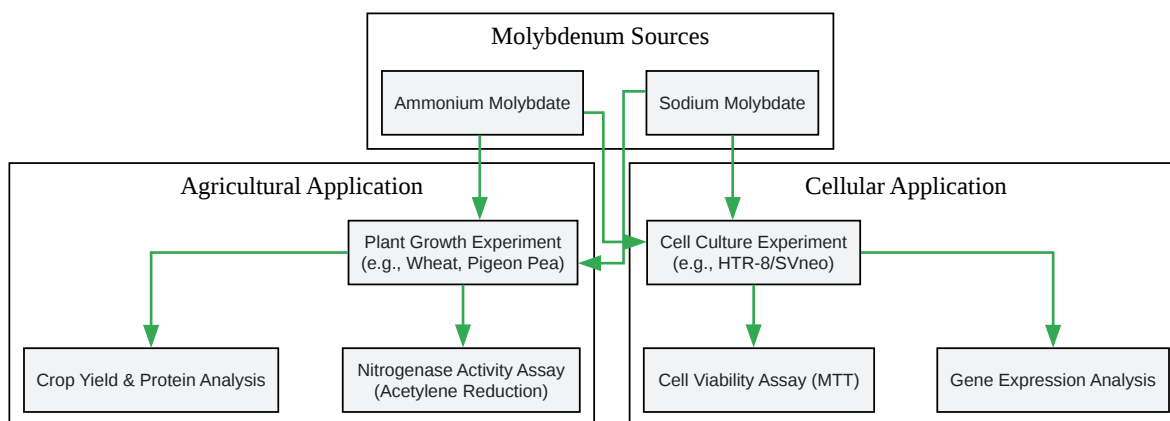 Molybdenum Sources
Ammonium Molybdate
Sodium Molybdate
Agricultural Application
Cellular Application
Plant Growth Experiment
(e.g., Wheat, Pigeon Pea)
Cell Culture Experiment
(e.g., HTR-8/SVneo)
Crop Yield & Protein Analysis
Nitrogenase Activity Assay
(Acetylene Reduction)
Cell Viability Assay (MTT)
Gene Expression Analysis